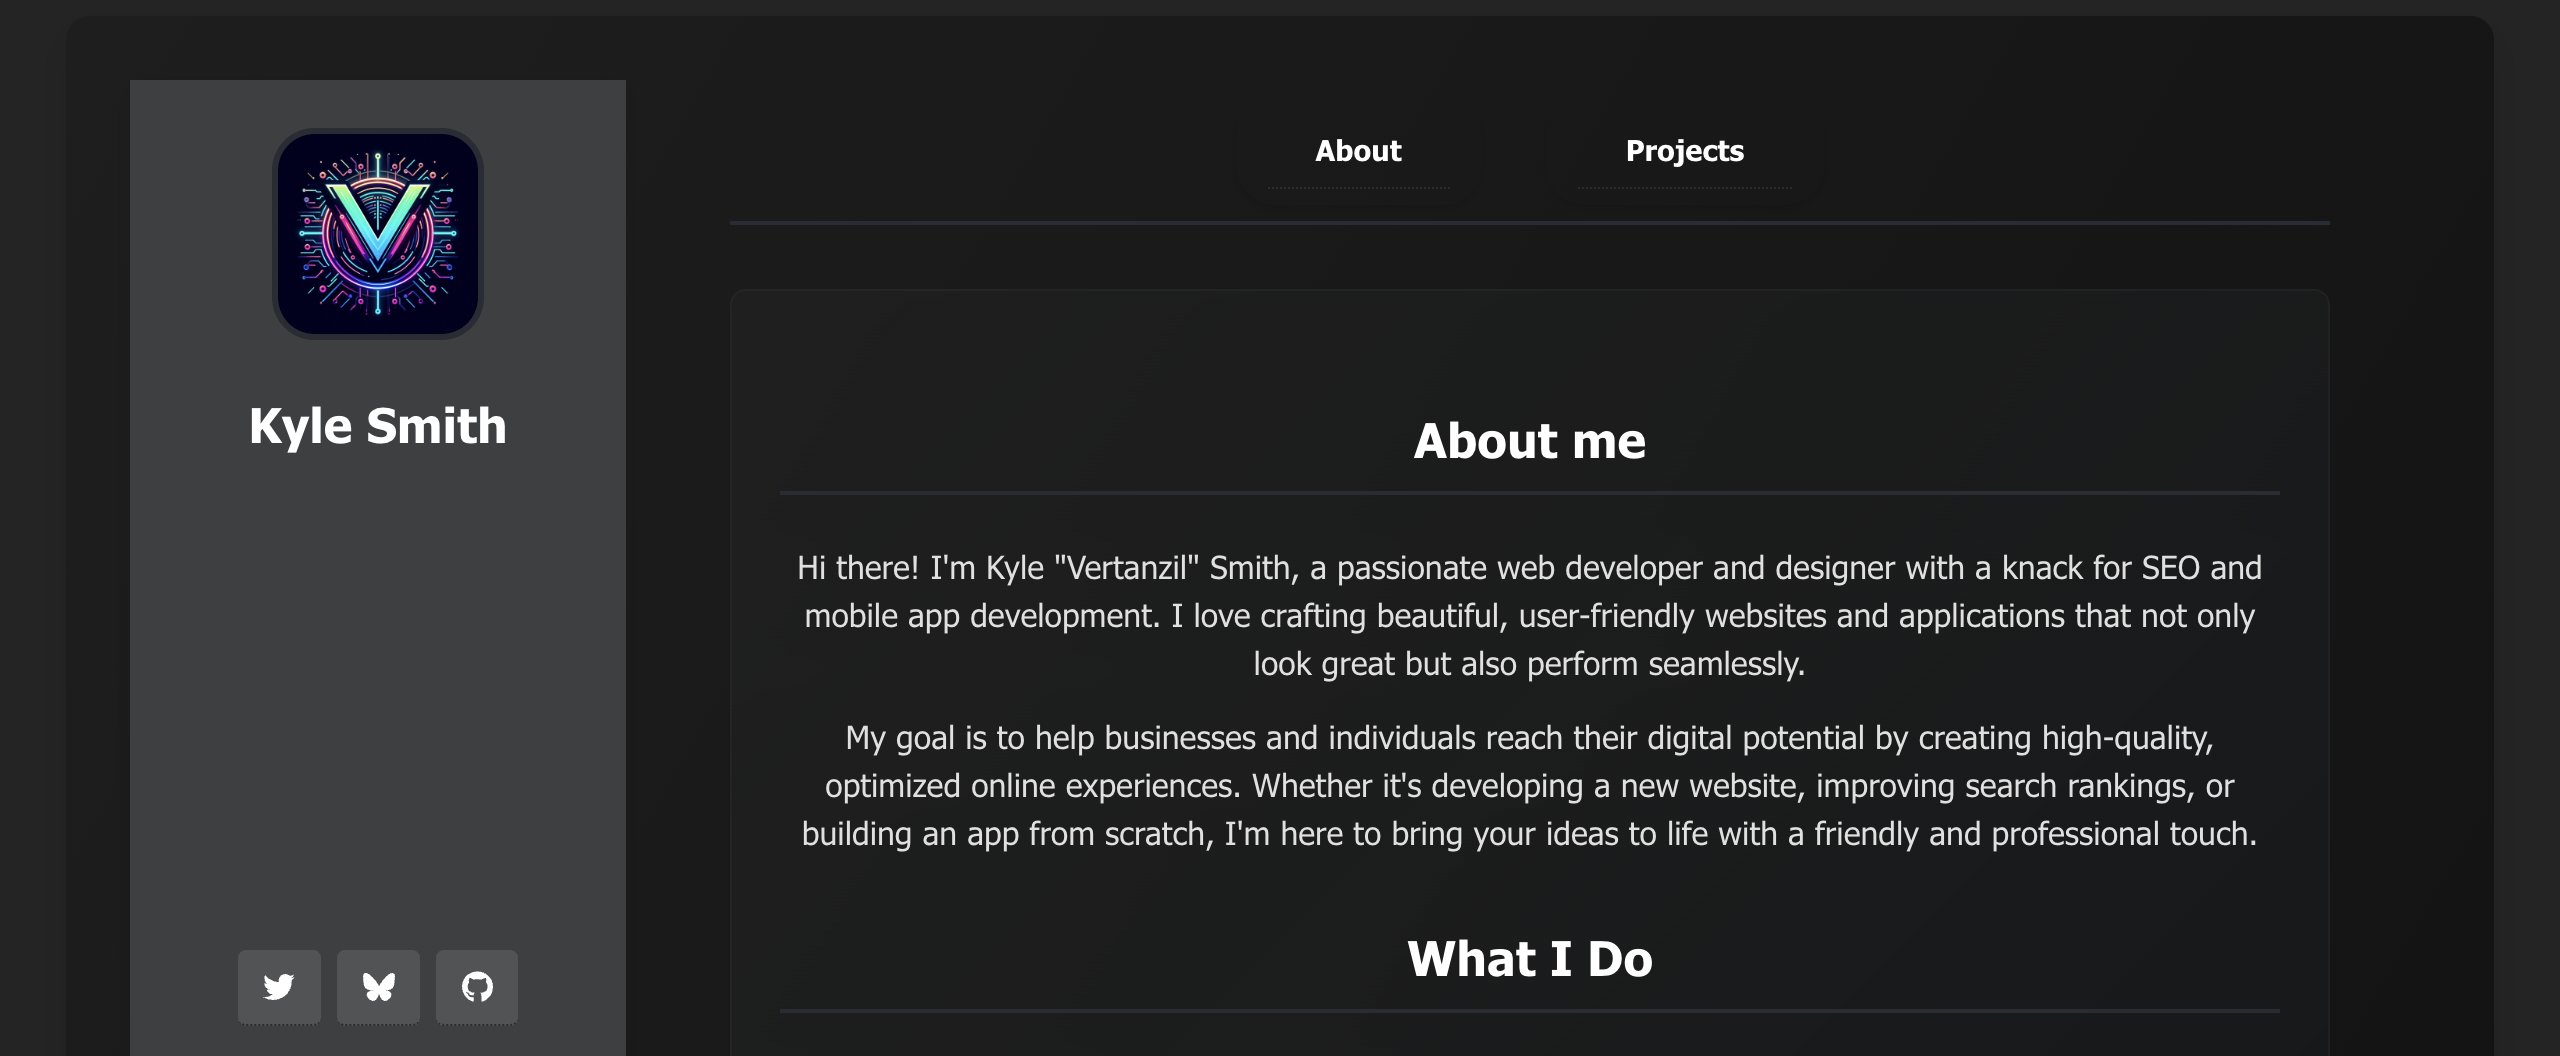 Kyle Smith
About
Projects
About me
Hi there! I'm Kyle "Vertanzil" Smith, a passionate web developer and designer with a knack for SEO and
mobile app development. I love crafting beautiful, user-friendly websites and applications that not only
look great but also perform seamlessly.
My goal is to help businesses and individuals reach their digital potential by creating high-quality,
optimized online experiences. Whether it's developing a new website, improving search rankings, or
building an app from scratch, I'm here to bring your ideas to life with a friendly and professional touch.
What I Do